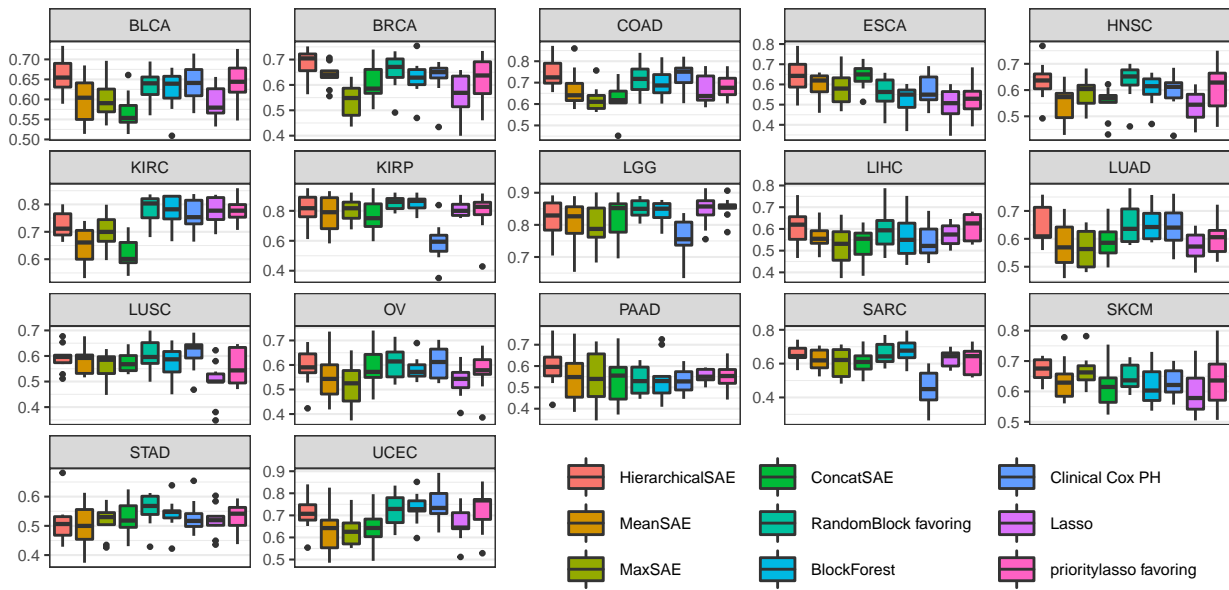 BLCA BRCA COAD ESCA HNSC
0.70 0.65 0.60 0.55 0.50
0.7 0.6 0.5 0.4
0.8 0.7 0.6 0.5
0.8 0.7 0.6 0.5 0.4
0.8 0.7 0.6 0.5
KIRC KIRP LGG LIHC LUAD
0.9 0.8 0.7 0.6
1.0 0.8 0.6 0.4
0.9 0.8 0.7
0.8 0.7 0.6 0.5 0.4
0.7 0.6 0.5
LUSC OV PAAD SARC SKCM
0.7 0.6 0.5 0.4
0.7 0.6 0.5 0.4
0.7 0.6 0.5 0.4
0.8 0.6 0.4
0.8 0.7 0.6 0.5
STAD UCEC
0.6 0.5 0.4
0.9 0.8 0.7 0.6 0.5
HierarchicalSAE ConcatSAE Clinical Cox PH
MeanSAE RandomBlock favoring Lasso
MaxSAE BlockForest prioritylasso favoring